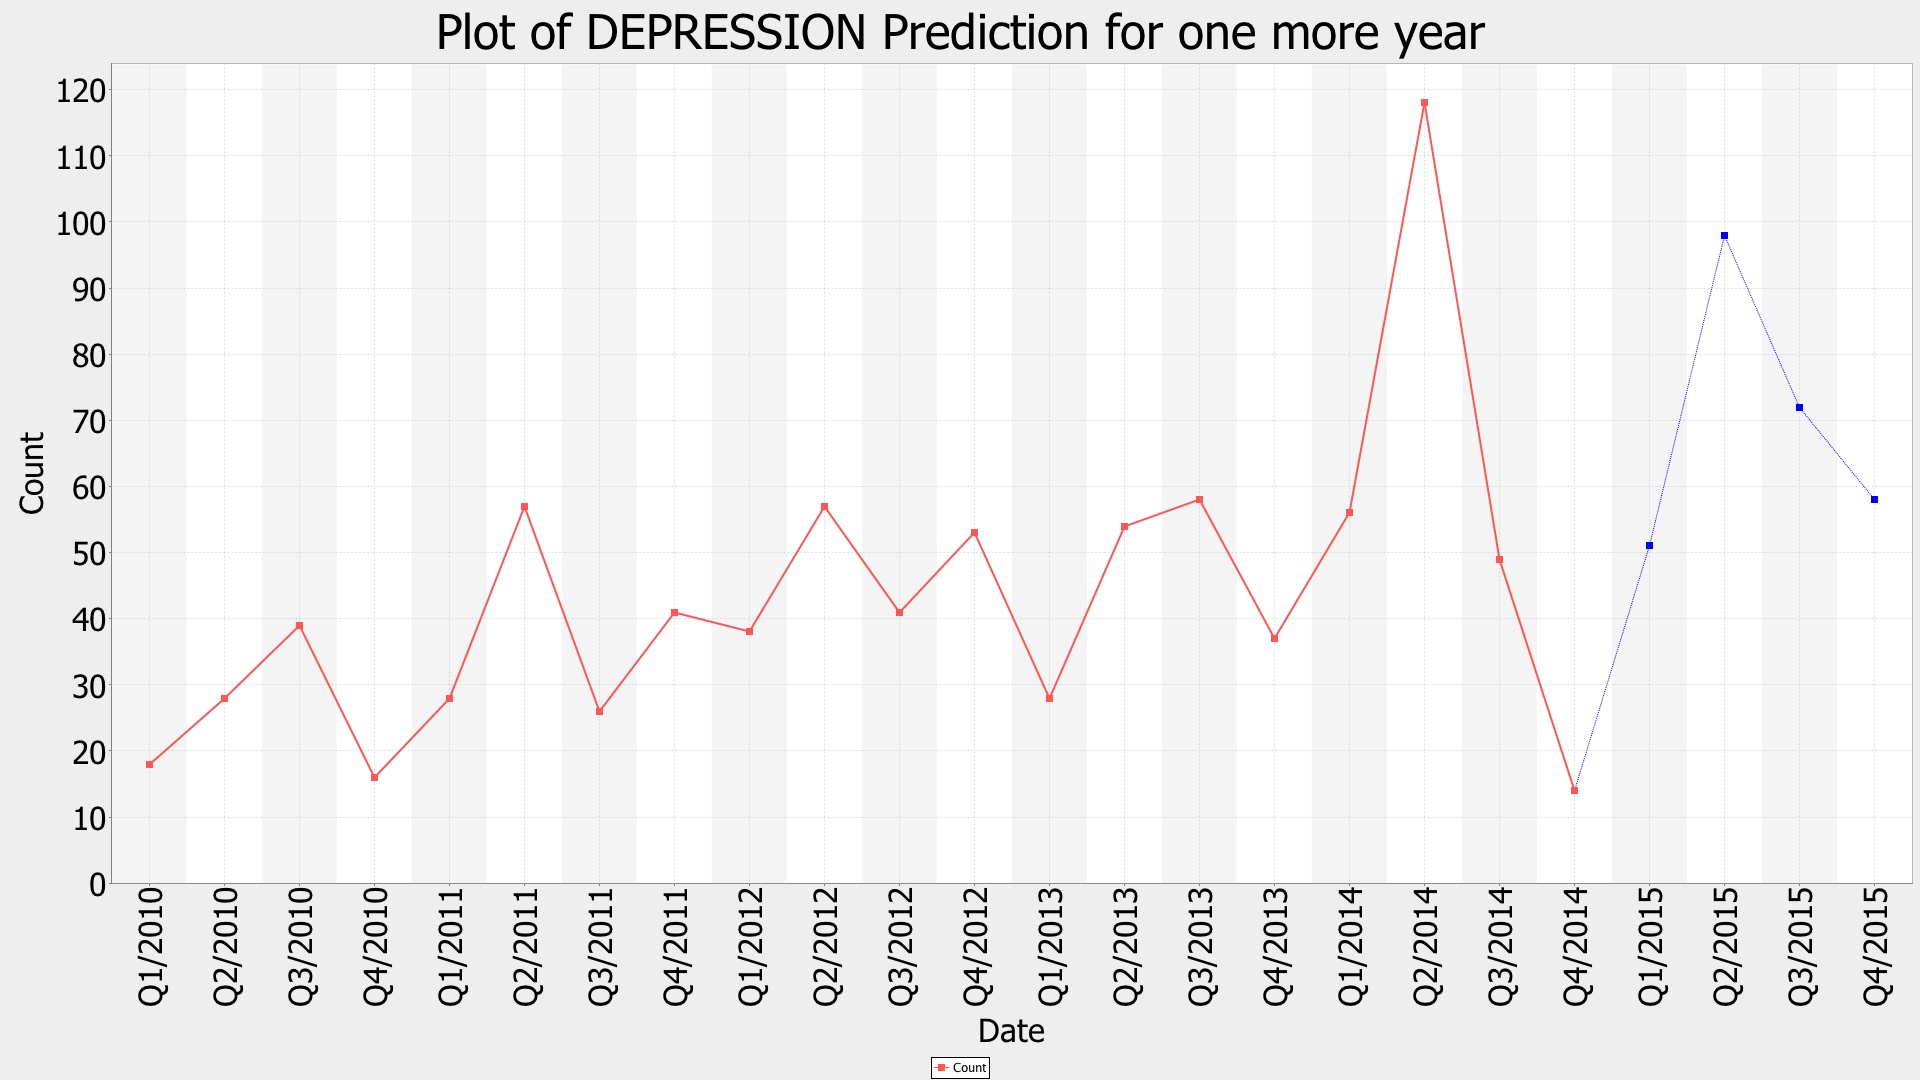 Plot of DEPRESSION Prediction for one more year
120
110
100
90
80
70
60
50
40
30
20
10
0
Count
Q1/2010
Q2/2010
Q3/2010
Q4/2010
Q1/2011
Q2/2011
Q3/2011
Q4/2011
Q1/2012
Q2/2012
Q3/2012
Q4/2012
Q1/2013
Q2/2013
Q3/2013
Q4/2013
Q1/2014
Q2/2014
Q3/2014
Q4/2014
Q1/2015
Q2/2015
Q3/2015
Q4/2015
Date
Count